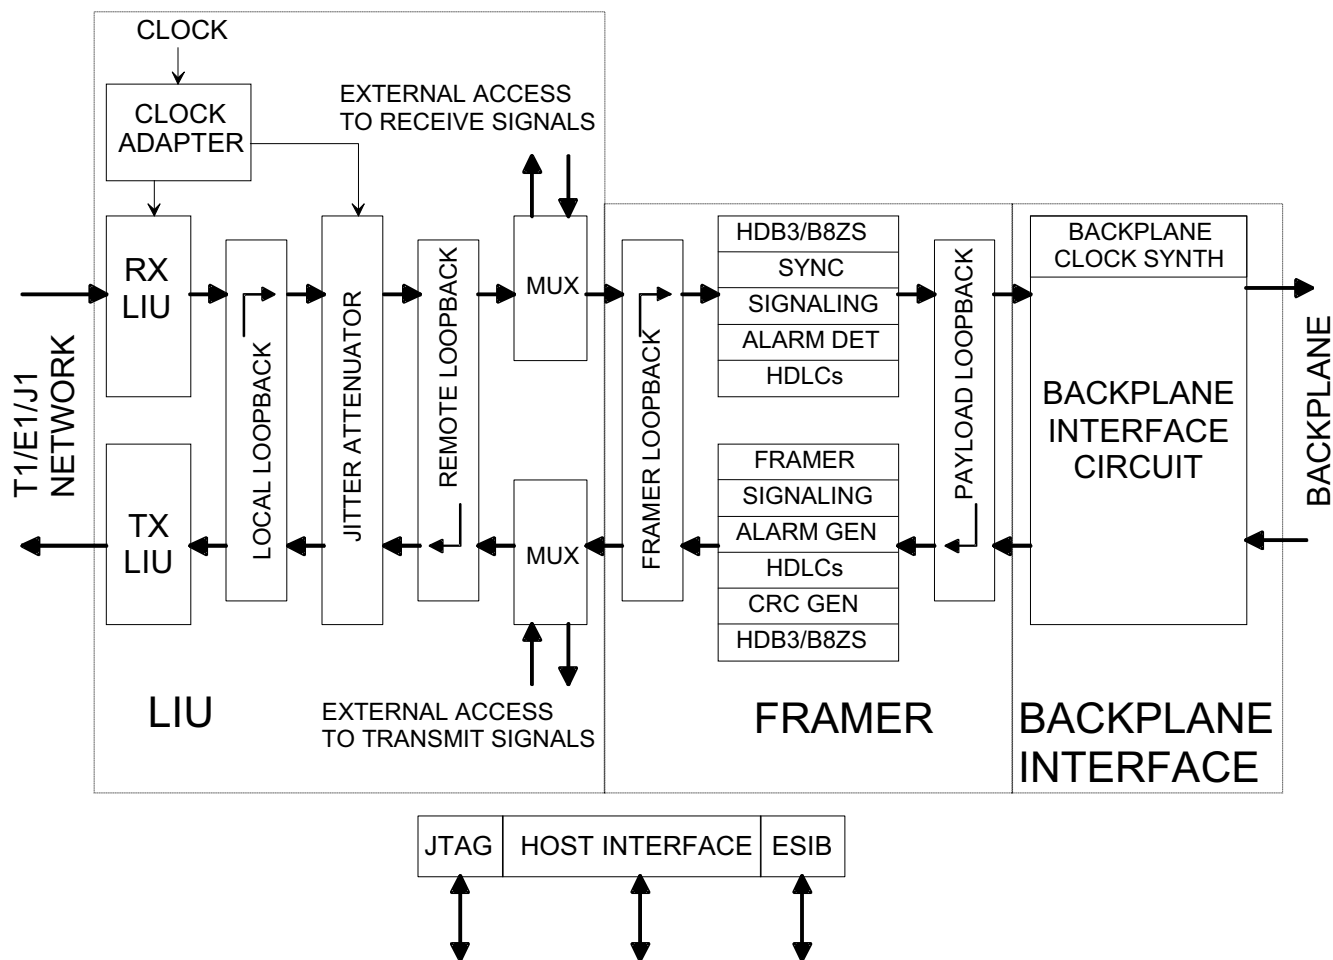 CLOCK
CLOCK
ADAPTER
EXTERNAL ACCESS
TO RECEIVE SIGNALS
RX
LIU
LOCAL LOOPBACK
JITTER ATTENUATOR
REMOTE LOOPBACK
MUX
FRAMER LOOPBACK
HDB3/B8ZS
SYNC
SIGNALING
ALARM DET
HDLCs
PAYLOAD LOOPBACK
BACKPLANE
CLOCK SYNTH
BACKPLANE
INTERFACE
CIRCUIT
T1/E1/J1
NETWORK
BACKPLANE
TX
LIU
MUX
FRAMER
SIGNALING
ALARM GEN
HDLCs
CRC GEN
HDB3/B8ZS
EXTERNAL ACCESS
TO TRANSMIT SIGNALS
LIU
FRAMER
BACKPLANE
INTERFACE
JTAG
HOST INTERFACE
ESIB